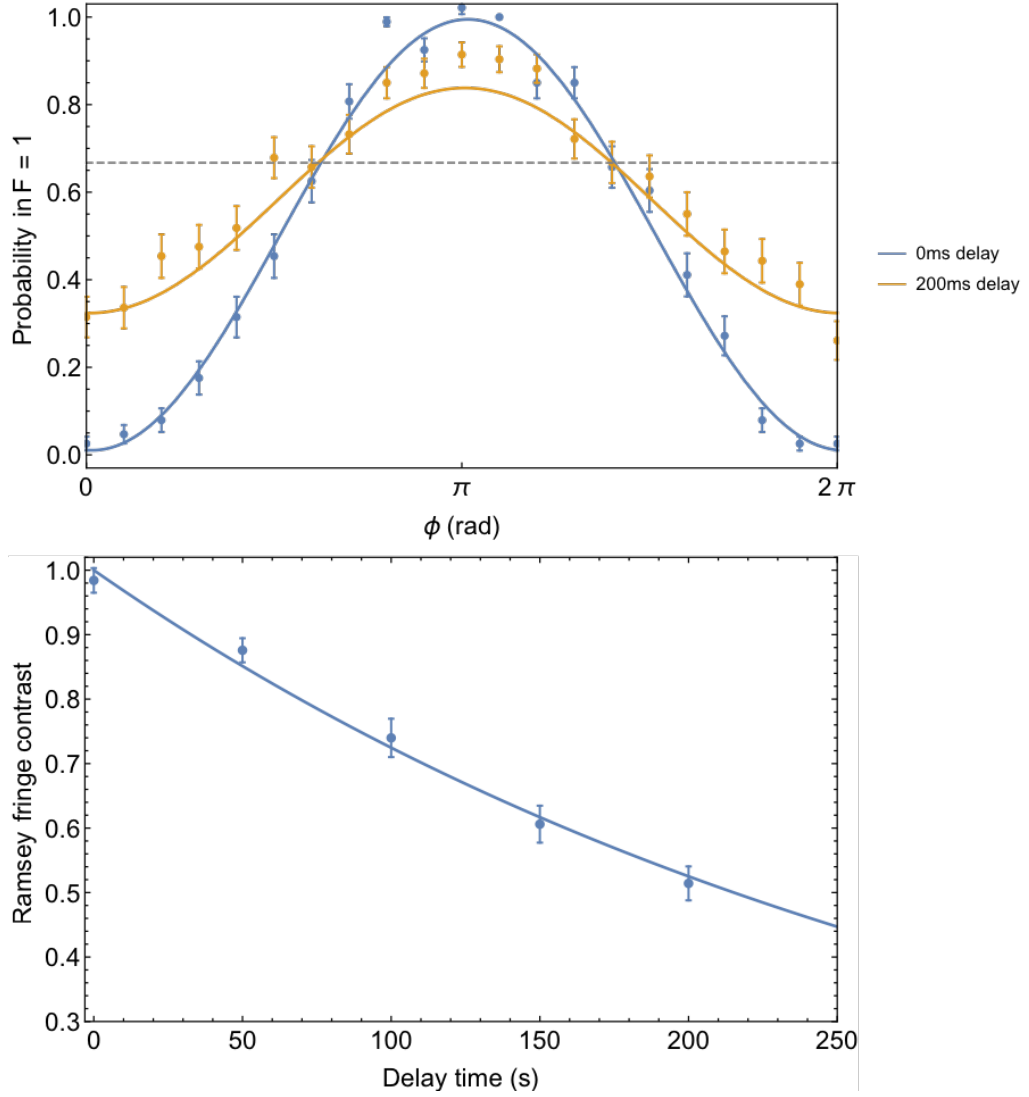 1.0
0.8
0.6
0.4
0.2
0.0
Probability in F = 1
0
π
2 π
ϕ (rad)
0ms delay
200ms delay
1.0
0.9
0.8
0.7
0.6
0.5
0.4
0.3
Ramsey fringe contrast
0
50
100
150
200
250
Delay time (s)